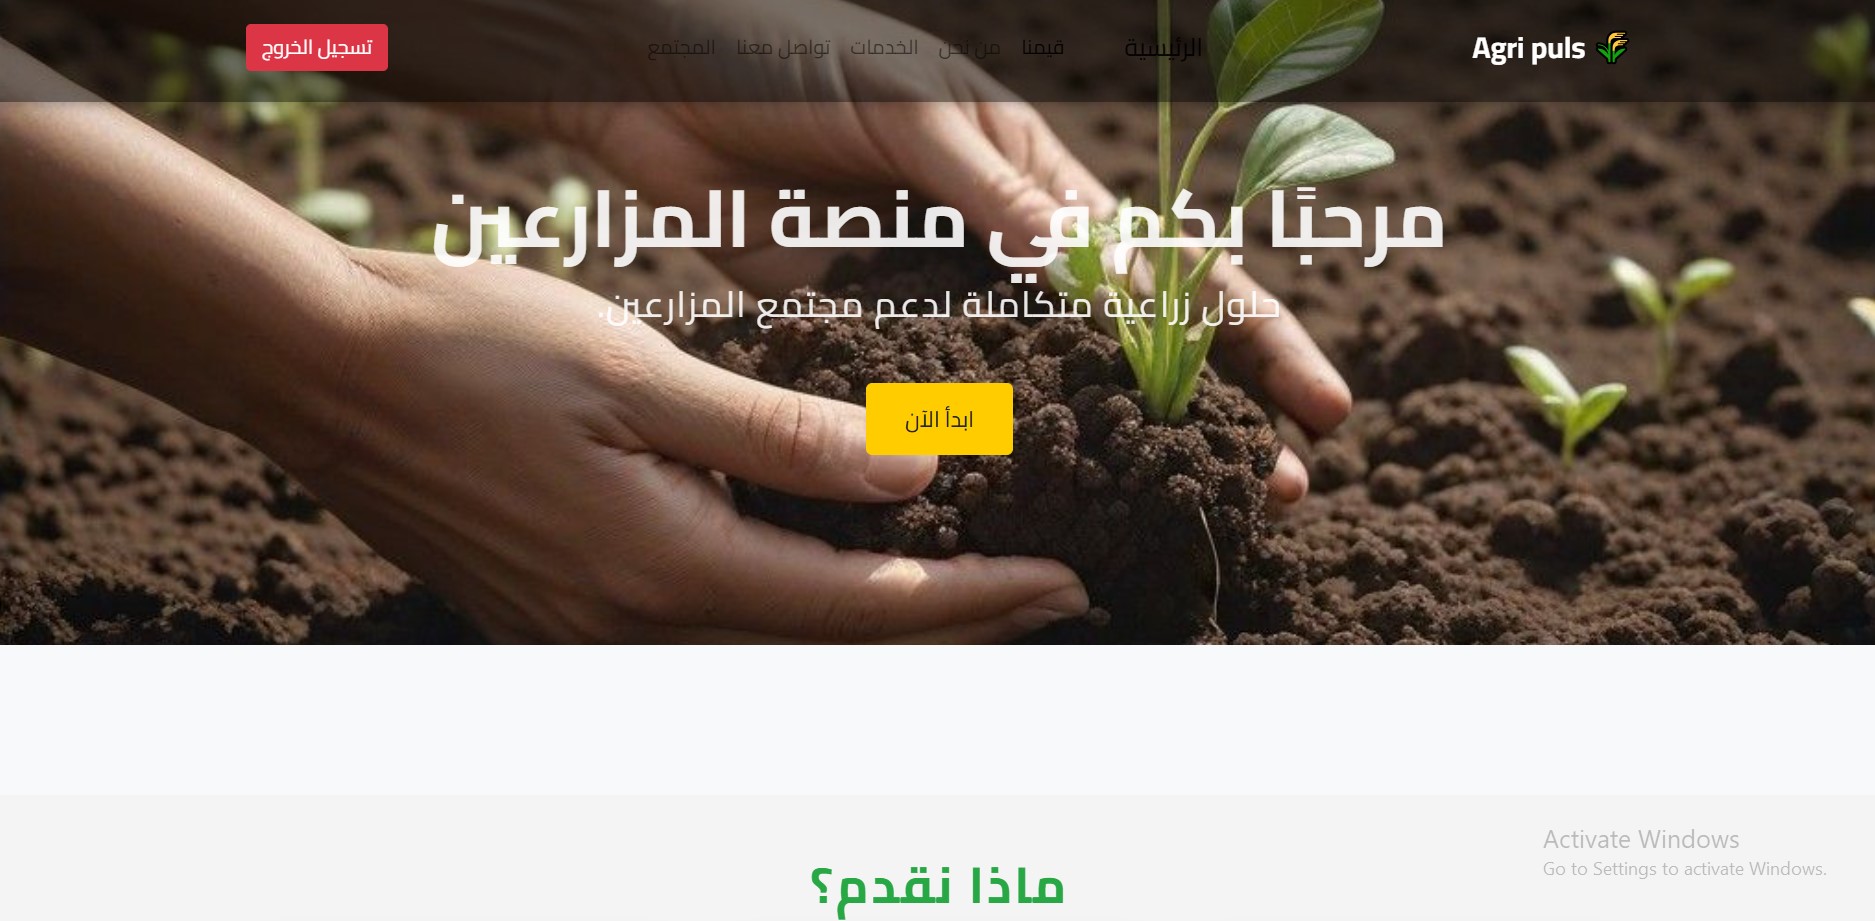 Agri puls
الرئيسية
قيمنا من نحن الخدمات تواصل معنا المجتمع
تسجيل الخروج
مرحبًا بكم في منصة المزارعين
حلول زراعية متكاملة لدعم مجتمع المزارعين.
ابدأ الآن
ماذا نقدم؟
Activate Windows
Go to Settings to activate Windows.